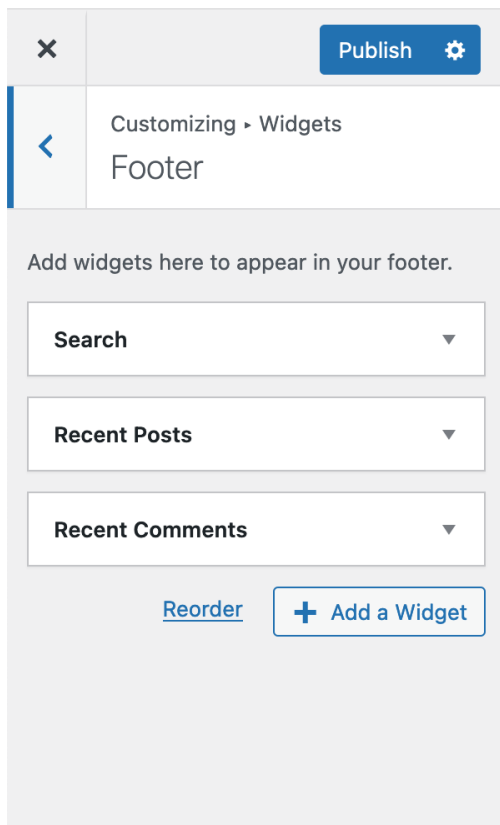 Publish
Customizing ▸ Widgets
Footer
Add widgets here to appear in your footer.
Search
Recent Posts
Recent Comments
Reorder
Add a Widget